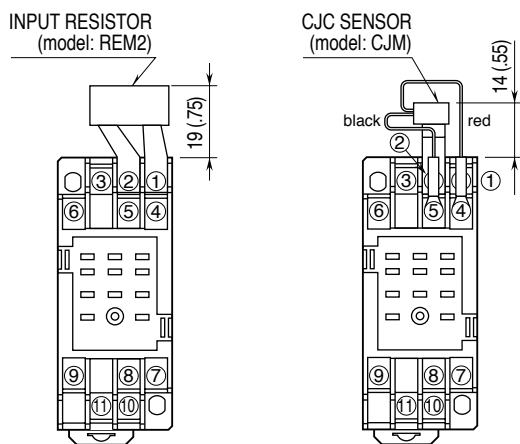 INPUT RESISTOR
(model: REM2)
19 (.75)
③ ② ①
⑥ ⑤ ④
⑨ ⑧ ⑦
⑪ ⑩
CJC SENSOR
(model: CJM)
14 (.55)
black
red
②
③ ①
⑥ ⑤ ④
⑨ ⑧ ⑦
⑪ ⑩